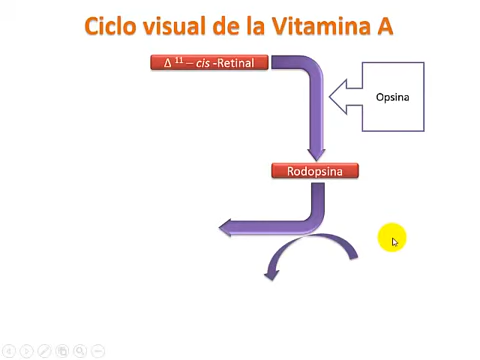 Ciclo visual de la Vitamina A
Δ 11 – cis -Retinal
Opsina
Rodopsina